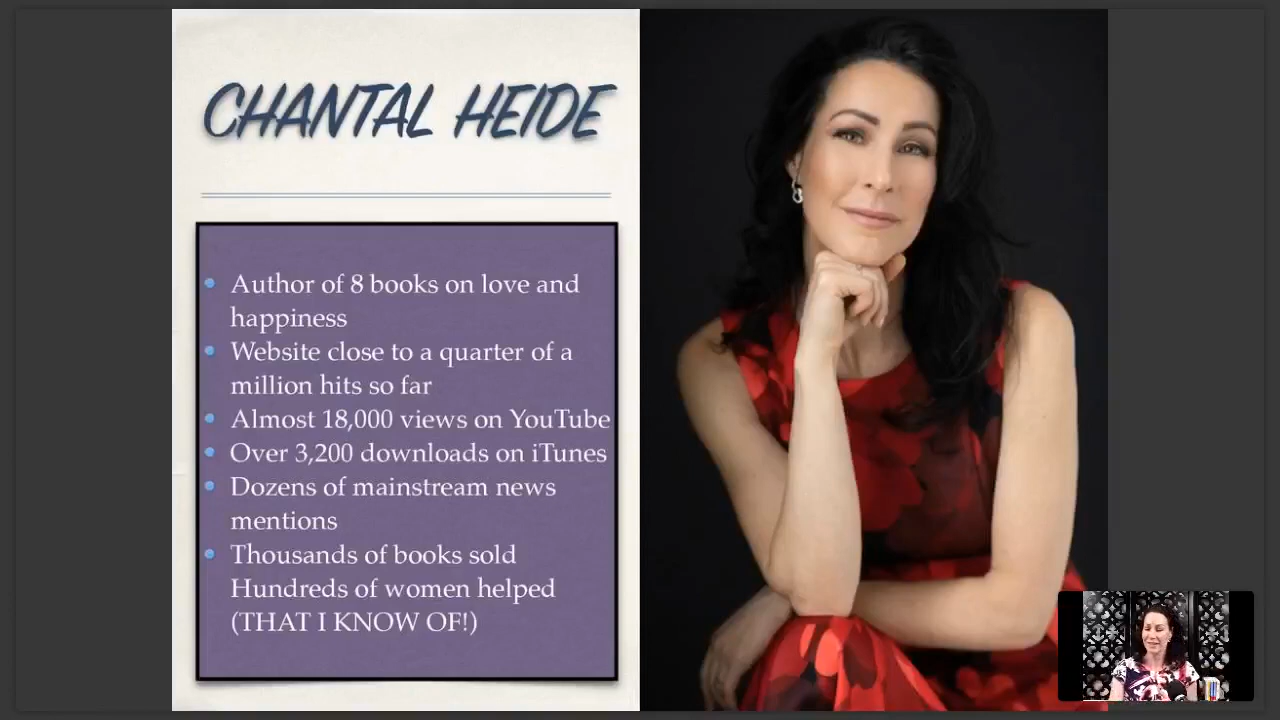 CHANTAL HEIDE
Author of 8 books on love and
happiness
Website close to a quarter of a
million hits so far
Almost 18,000 views on YouTube
Over 3,200 downloads on iTunes
Dozens of mainstream news
mentions
Thousands of books sold
Hundreds of women helped
(THAT I KNOW OF!)